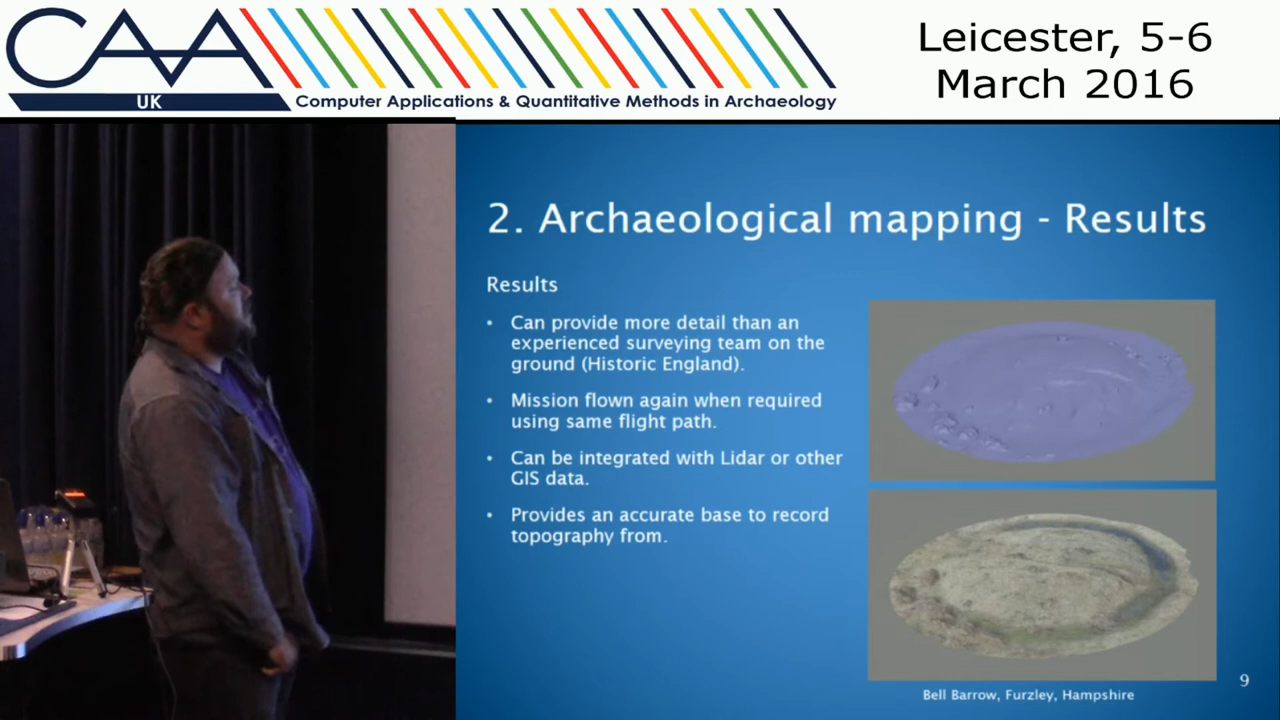 CAA
UK
Computer Applications & Quantitative Methods in Archaeology
Leicester, 5-6
March 2016
2. Archaeological mapping - Results
Results
• Can provide more detail than an
experienced surveying team on the
ground (Historic England).
• Mission flown again when required
using same flight path.
• Can be integrated with Lidar or other
GIS data.
• Provides an accurate base to record
topography from.
Bell Barrow, Furzley, Hampshire
9